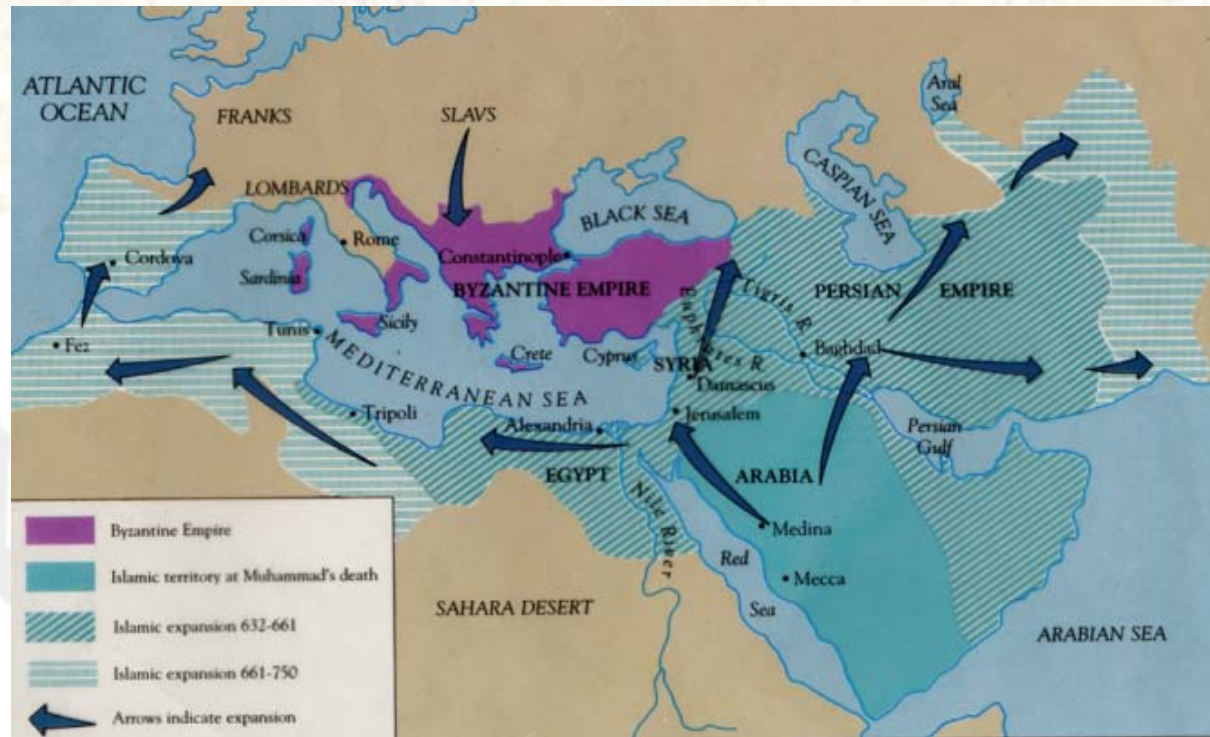 ATLANTIC
OCEAN
FRANKS
SLAVS
Aral
Sea
CASPIAN SEA
LOMBARDS
BLACK SEA
Corsica
Rome
Constantinople
Cordova
Sardinia
BYZANTINE EMPIRE
Tigris R.
PERSIAN EMPIRE
Euphrates R.
Tunis
Sicily
Fez
MEDITERRANEAN SEA
Crete
Cyprus
SYRIA
Baghdad
Damascus
Tripoli
Alexandria
Jerusalem
Persian
Gulf
EGYPT
ARABIA
Nile River
Medina
Red
Sea
Mecca
SAHARA DESERT
ARABIAN SEA
Byzantine Empire
Islamic territory at Muhammad's death
Islamic expansion 632-661
Islamic expansion 661-750
Arrows indicate expansion